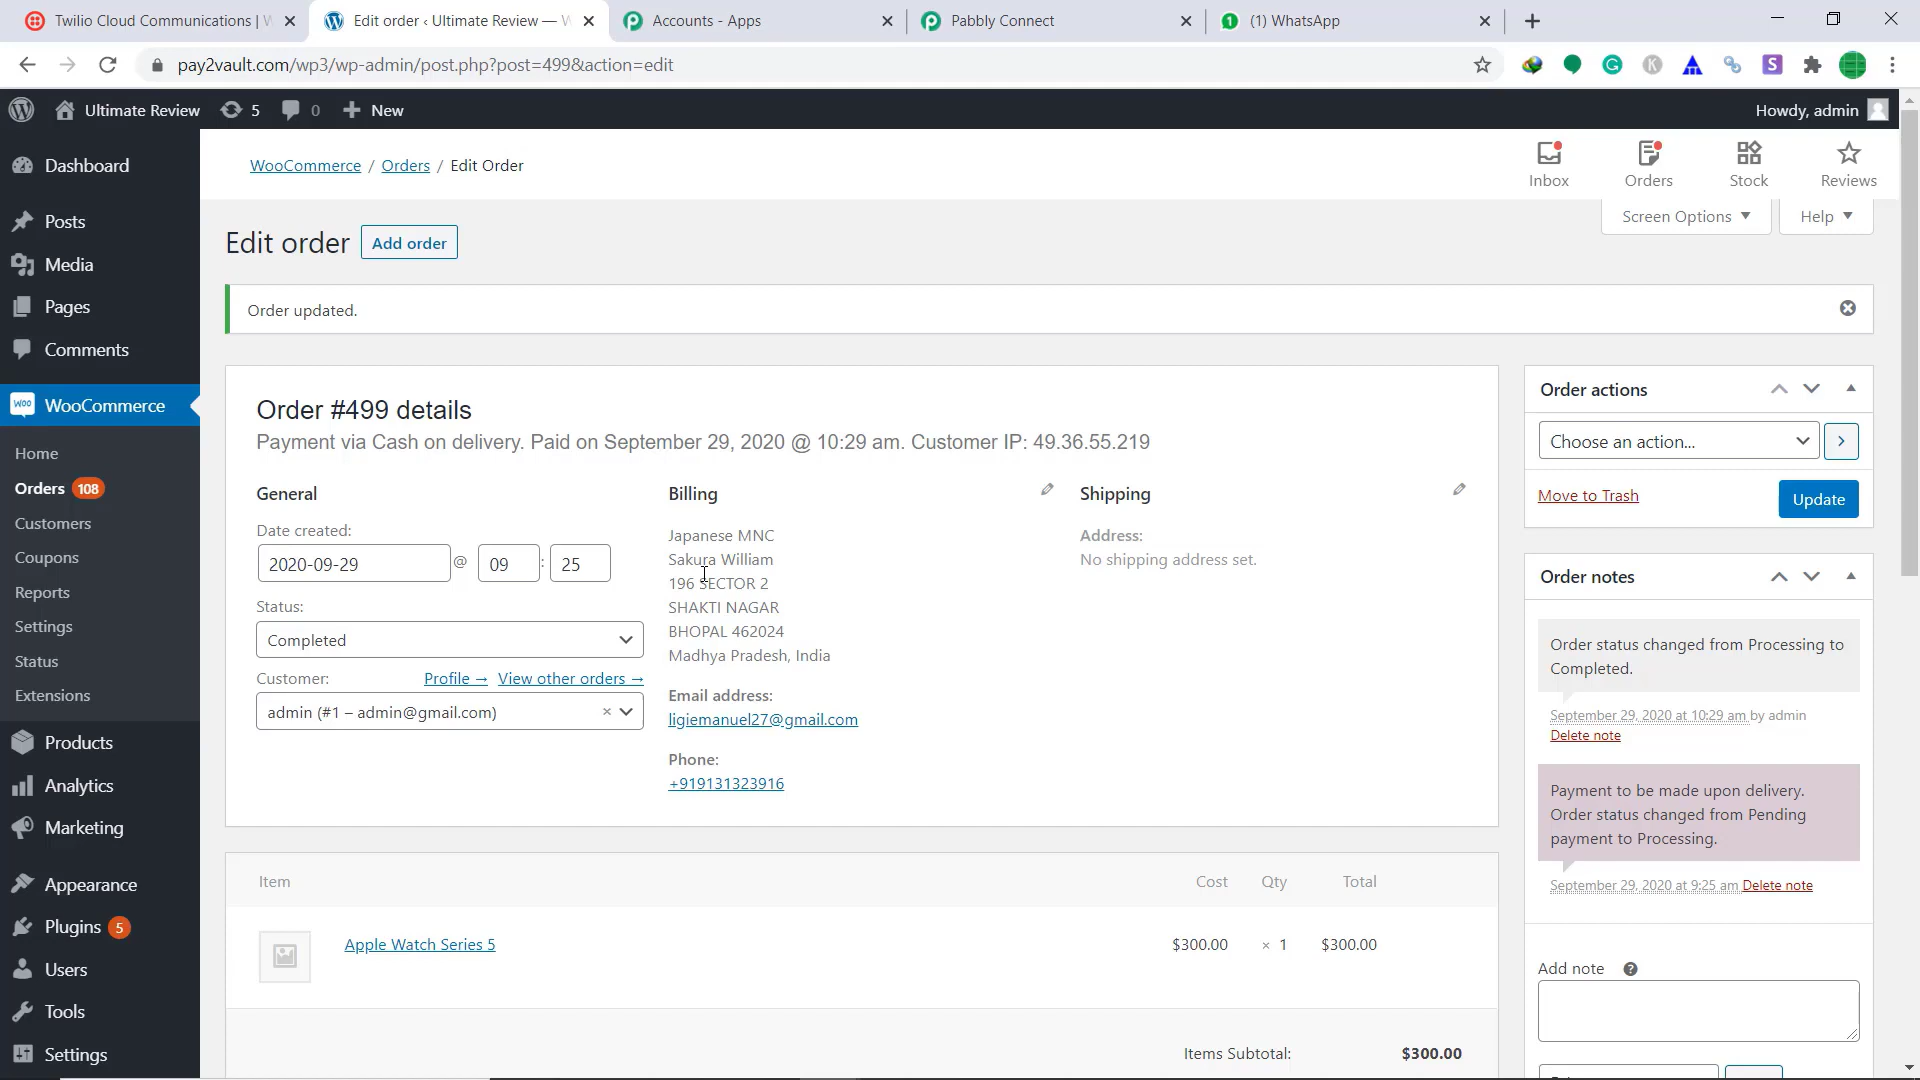 Twilio Cloud Communications | W
Edit order ‹ Ultimate Review — W
Accounts - Apps
Pabbly Connect
(1) WhatsApp
pay2vault.com/wp3/wp-admin/post.php?post=499&action=edit
Ultimate Review
5
0
New
Howdy, admin
Dashboard
Posts
Media
Pages
Comments
WooCommerce
Home
Orders 108
Customers
Coupons
Reports
Settings
Status
Extensions
Products
Analytics
Marketing
Appearance
Plugins 5
Users
Tools
Settings
WooCommerce / Orders / Edit Order
Inbox
Orders
Stock
Reviews
Screen Options
Help
Edit order
Add order
Order updated.
Order #499 details
Payment via Cash on delivery. Paid on September 29, 2020 @ 10:29 am. Customer IP: 49.36.55.219
General
Date created:
2020-09-29 @ 09 : 25
Status:
Completed
Customer:
Profile →
View other orders →
admin (#1 – admin@gmail.com) ×
Billing
Japanese MNC
Sakura William
196 SECTOR 2
SHAKTI NAGAR
BHOPAL 462024
Madhya Pradesh, India
Email address:
ligiemanuel27@gmail.com
Phone:
+919131323916
Shipping
Address:
No shipping address set.
Item
Cost
Qty
Total
Apple Watch Series 5
$300.00
× 1
$300.00
Items Subtotal:
$300.00
Order actions
Choose an action...
Move to Trash
Update
Order notes
Order status changed from Processing to
Completed.
September 29, 2020 at 10:29 am by admin
Delete note
Payment to be made upon delivery.
Order status changed from Pending
payment to Processing.
September 29, 2020 at 9:25 am Delete note
Add note